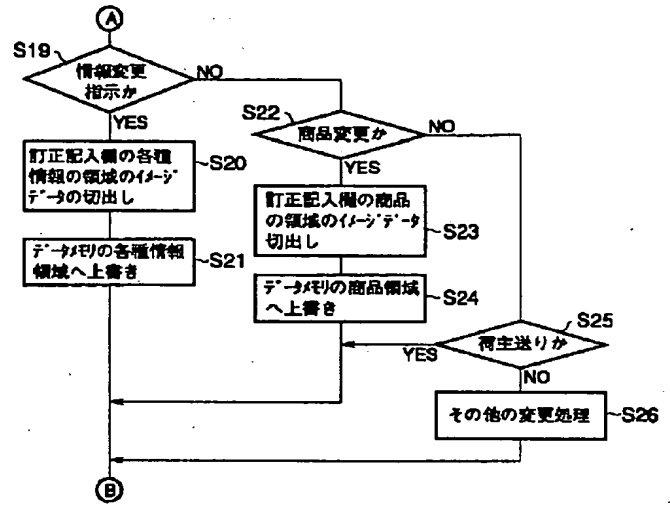 A
S19
情報変更
指示か
NO
YES
S22
商品変更か
NO
YES
訂正記入欄の各種
情報の領域のイメージ
データの切出し
S20
訂正記入欄の商品
の領域のイメージデータ
切出し
S23
データメモリの各種情報
領域へ上書き
S21
データメモリの商品領域
へ上書き
S24
S25
荷主送りか
YES
NO
その他の変更処理
S26
B